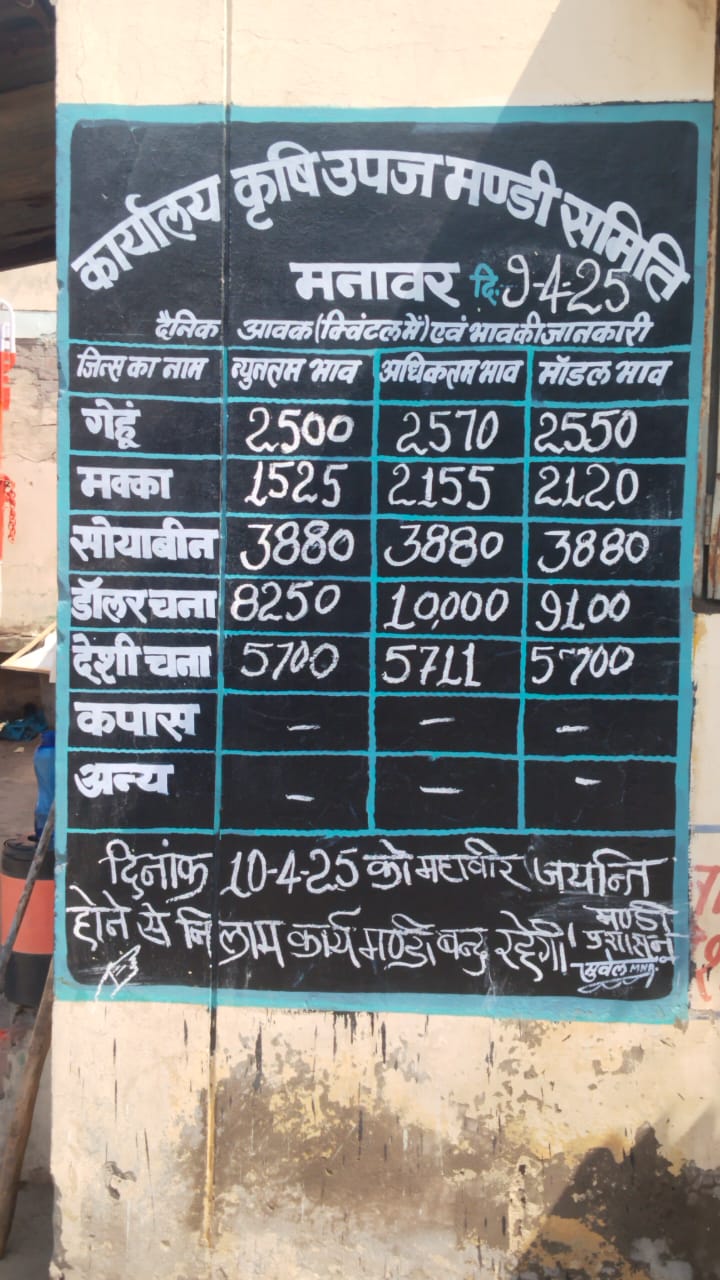 कार्यालय कृषि उपज मण्डी समिति
मनावर दि. 9-4-25
दैनिक आवक (क्विंटल में) एवं भाव की जानकारी
जिन्स का नाम न्युनतम भाव अधिकतम भाव मॉडल भाव
गेहूं 2500 2570 2550
मक्का 1525 2155 2120
सोयाबीन 3880 3880 3880
डॉलर चना 8250 10,000 9100
देशी चना 5700 5711 5700
कपास - - -
अन्य - - -
दिनांक 10-4-25 को महावीर जयन्ति
होने से निलाम कार्य मण्डी बन्द रहेगी।
मण्डी
प्रशासन